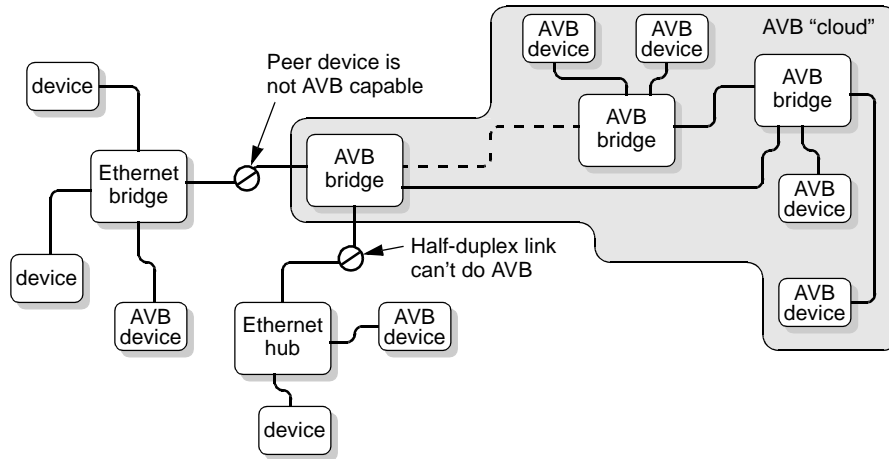 AVB "cloud"
AVB
device
AVB
device
Peer device is
not AVB capable
device
AVB
bridge
AVB
bridge
AVB
bridge
Ethernet
bridge
AVB
device
Half-duplex link
can't do AVB
device
AVB
device
AVB
device
Ethernet
hub
AVB
device
device